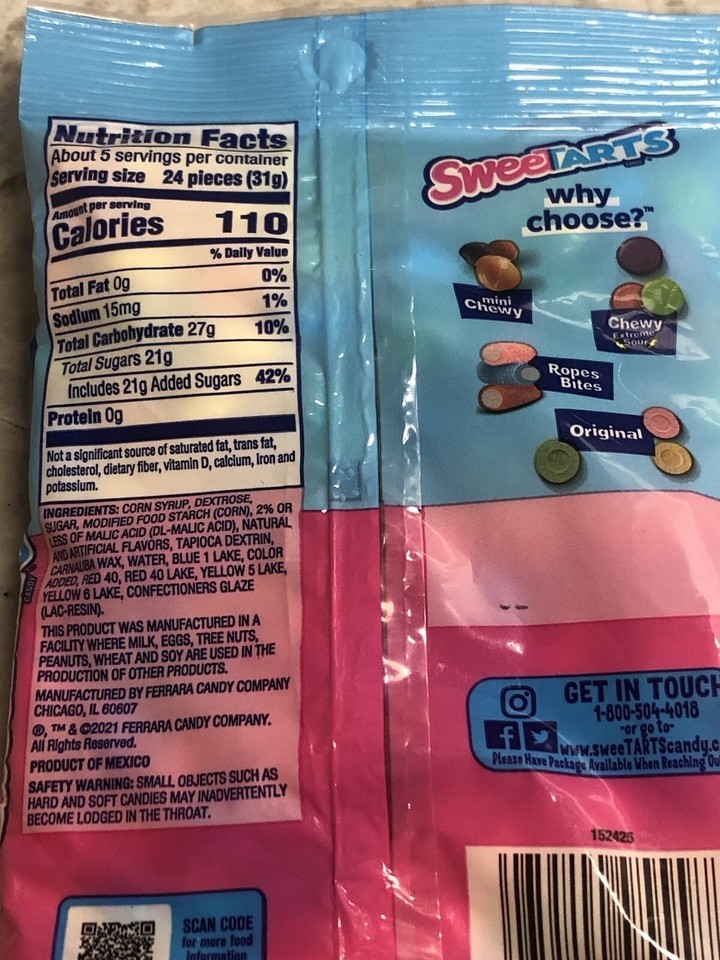 Nutrition Facts
About 5 servings per container
Serving size 24 pieces (31g)
Amount per serving
Calories 110
% Daily Value
Total Fat 0g 0%
Sodium 15mg 1%
Total Carbohydrate 27g 10%
Total Sugars 21g
Includes 21g Added Sugars 42%
Protein 0g
Not a significant source of saturated fat, trans fat,
cholesterol, dietary fiber, vitamin D, calcium, iron and
potassium.
INGREDIENTS: CORN SYRUP, DEXTROSE,
SUGAR, MODIFIED FOOD STARCH (CORN), 2% OR
LESS OF MALIC ACID (DL-MALIC ACID), NATURAL
AND ARTIFICIAL FLAVORS, TAPIOCA DEXTRIN,
CARNAUBA WAX, WATER, BLUE 1 LAKE, COLOR
ADDED, RED 40, RED 40 LAKE, YELLOW 5 LAKE,
YELLOW 6 LAKE, CONFECTIONERS GLAZE
(LAC-RESIN).
THIS PRODUCT WAS MANUFACTURED IN A
FACILITY WHERE MILK, EGGS, TREE NUTS,
PEANUTS, WHEAT AND SOY ARE USED IN THE
PRODUCTION OF OTHER PRODUCTS.
MANUFACTURED BY FERRARA CANDY COMPANY
CHICAGO, IL 60607
®, ™ & ©2021 FERRARA CANDY COMPANY.
All Rights Reserved.
PRODUCT OF MEXICO
SAFETY WARNING: SMALL OBJECTS SUCH AS
HARD AND SOFT CANDIES MAY INADVERTENTLY
BECOME LODGED IN THE THROAT.
SCAN CODE
for more food
information
SweeTARTS
why
choose?™
mini
Chewy
Chewy
Extreme
Sour
Ropes
Bites
Original
GET IN TOUCH
1-800-504-4018
-or go to-
www.sweeTARTScandy.c
Please Have Package Available When Reaching Ou
152425